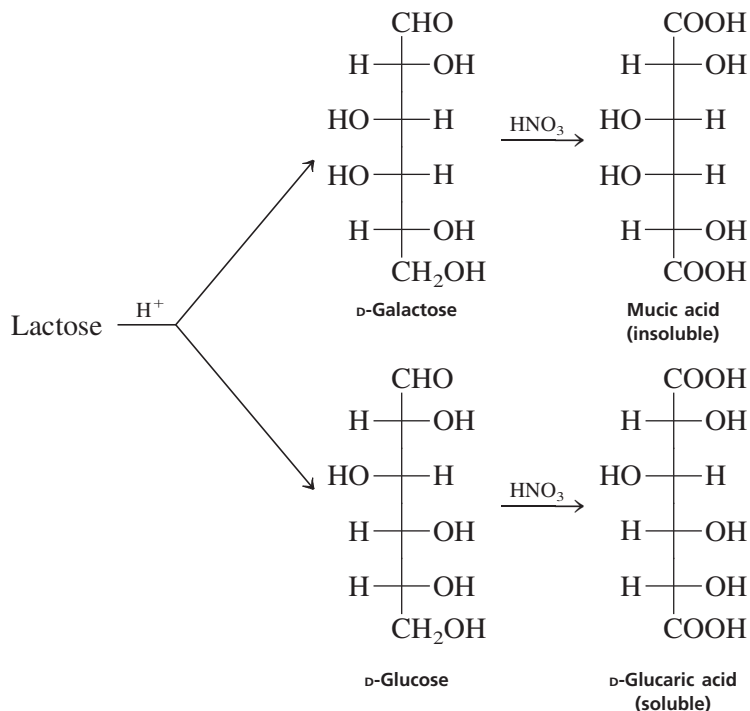 CHO
COOH
H OH
H OH
HO H
HNO3
HO H
HO H
HO H
H OH
H OH
CH2OH
COOH
D-Galactose
Mucic acid
(insoluble)
Lactose
H+
CHO
COOH
H OH
H OH
HO H
HNO3
HO H
H OH
H OH
H OH
H OH
CH2OH
COOH
D-Glucose
D-Glucaric acid
(soluble)